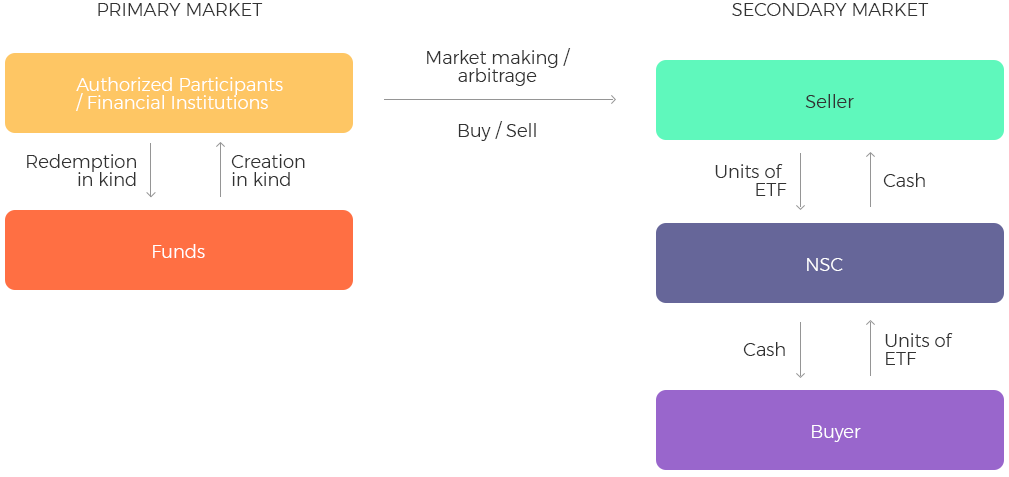 PRIMARY MARKET
SECONDARY MARKET
Authorized Participants
/ Financial Institutions
Market making /
arbitrage
Buy / Sell
Seller
Redemption
in kind
Creation
in kind
Units of
ETF
Cash
Funds
NSC
Cash
Units of
ETF
Buyer